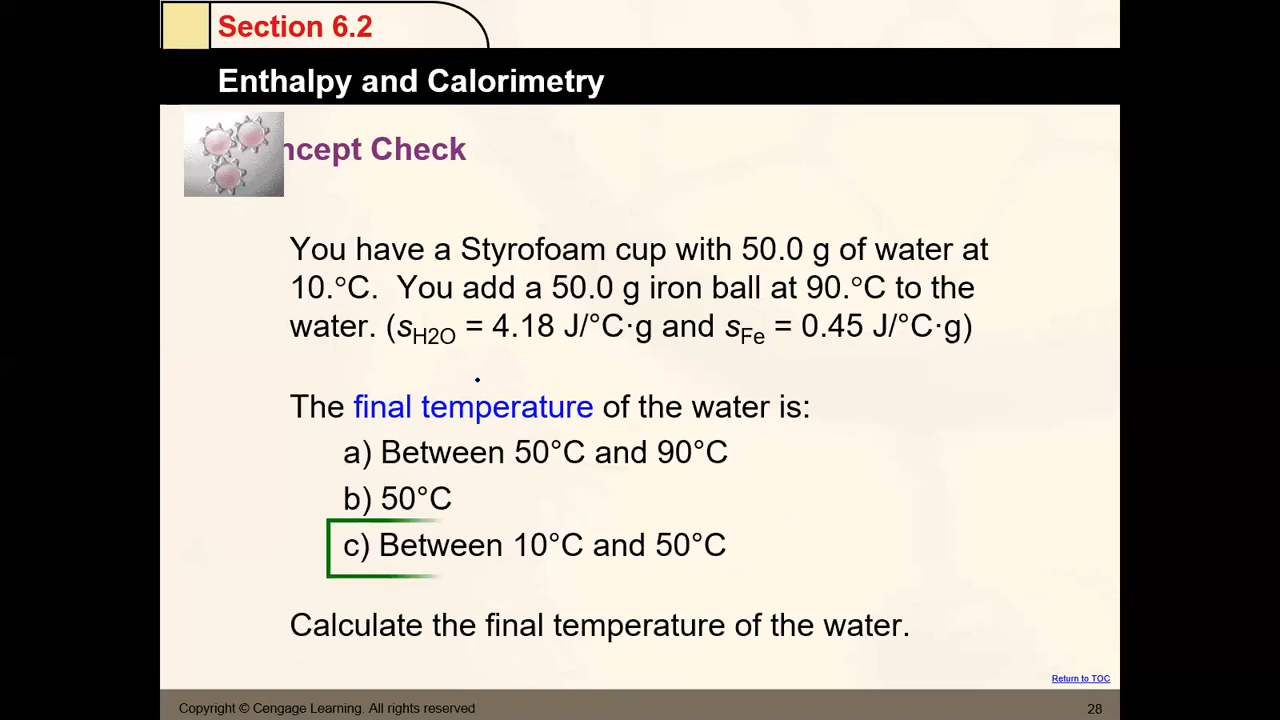 Section 6.2
Enthalpy and Calorimetry
ncept Check
You have a Styrofoam cup with 50.0 g of water at
10.°C. You add a 50.0 g iron ball at 90.°C to the
water. (sH2O = 4.18 J/°C·g and sFe = 0.45 J/°C·g)
The final temperature of the water is:
a) Between 50°C and 90°C
b) 50°C
c) Between 10°C and 50°C
Calculate the final temperature of the water.
Return to TOC
Copyright © Cengage Learning. All rights reserved
28